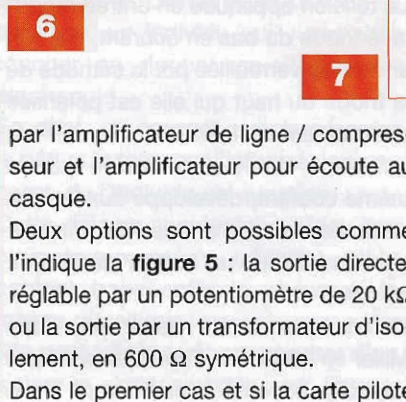 6
7
par l'amplificateur de ligne / compres-
seur et l'amplificateur pour écoute au
casque.
Deux options sont possibles comme
l'indique la figure 5 : la sortie directe
réglable par un potentiomètre de 20 kΩ
ou la sortie par un transformateur d'iso-
lement, en 600 Ω symétrique.
Dans le premier cas et si la carte pilote